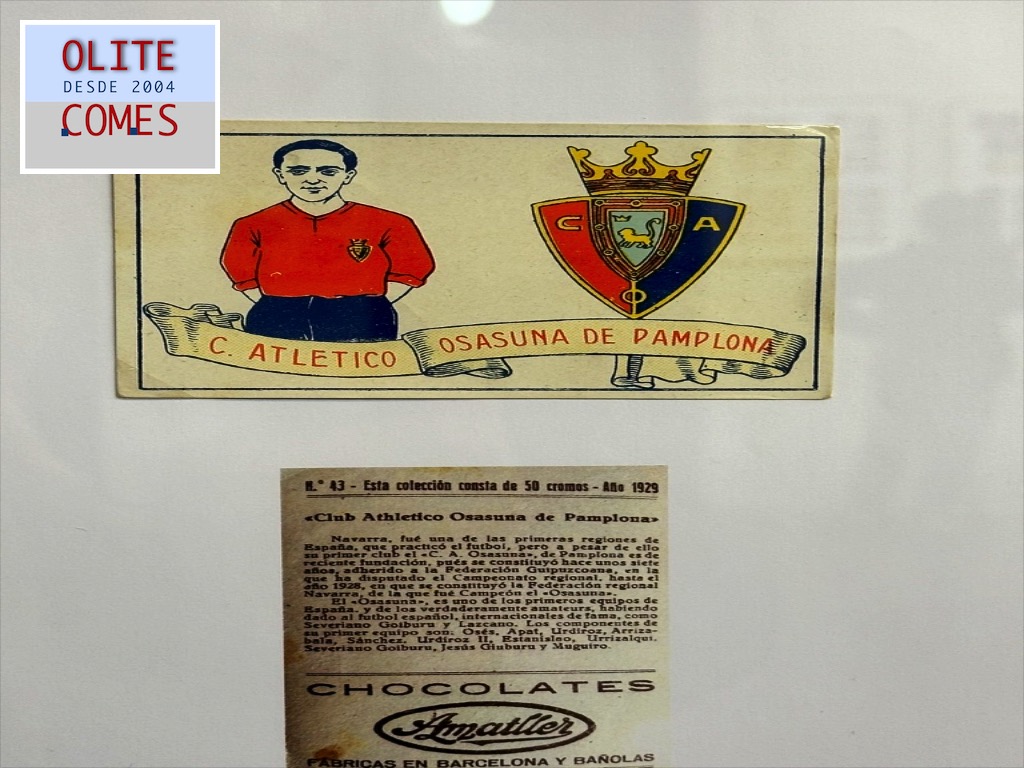 OLITE
DESDE 2004
COMES
C A
O
C. ATLETICO OSASUNA DE PAMPLONA
N.° 43 - Esta colección consta de 50 cromos - Año 1929
«Club Athletico Osasuna de Pamplona»
Navarra, fué una de las primeras regiones de
España, que practicó el futbol, pero a pesar de ello
su primer club el «C. A. Osasuna», de Pamplona es de
reciente fundación, pués se constituyó hace unos siete
años, adherido a la Federación Guipuzcoana, en la
que ha disputado el Campeonato regional, hasta el
año 1928, en que se constituyó la Federación regional
Navarra, de la que fué Campeón el «Osasuna».
El «Osasuna», es uno de los primeros equipos de
España, y de los verdaderamente amateurs, habiendo
dado al futbol español, internacionales de fama, como
Severiano Goiburu y Lazcano. Los componentes de
su primer equipo son: Osés, Apat, Urdiroz, Arriza-
bala, Sánchez, Urdiroz II, Estanislao, Urrizalqui,
Severiano Goiburu, Jesús Giuburu y Muguiro.
CHOCOLATES
Amatller
FABRICAS EN BARCELONA Y BAÑOLAS